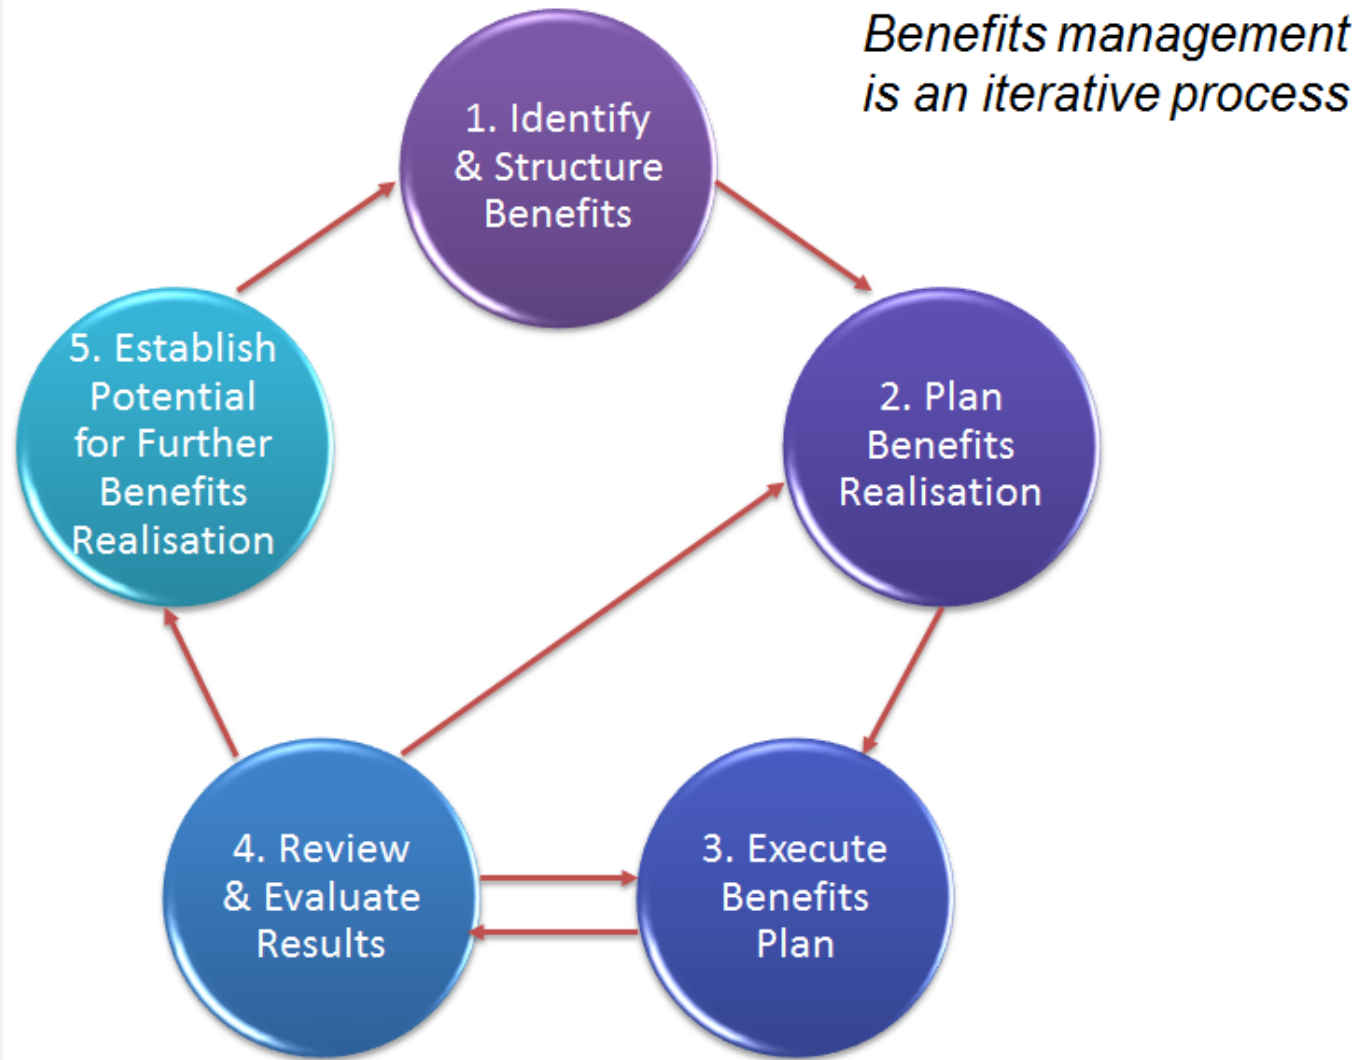 Benefits management
is an iterative process
1. Identify
& Structure
Benefits
2. Plan
Benefits
Realisation
3. Execute
Benefits
Plan
4. Review
& Evaluate
Results
5. Establish
Potential
for Further
Benefits
Realisation